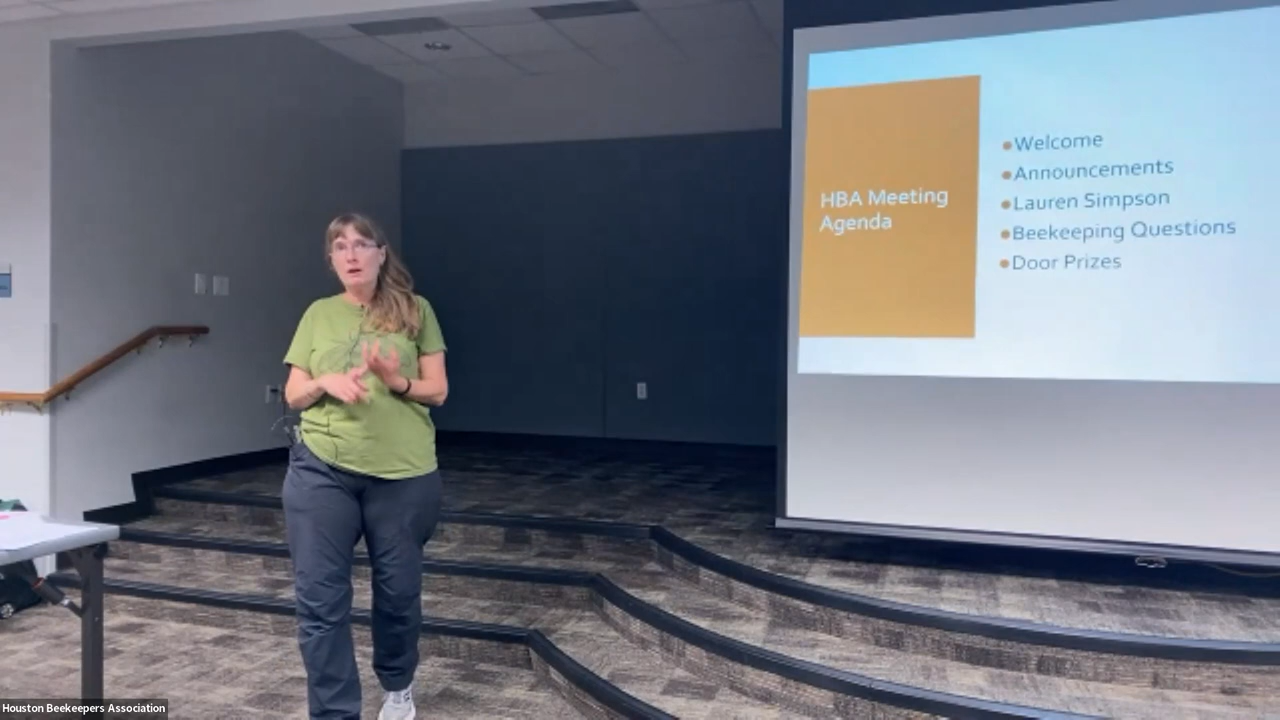 HBA Meeting
Agenda
Welcome
Announcements
Lauren Simpson
Beekeeping Questions
Door Prizes
Houston Beekeepers Association